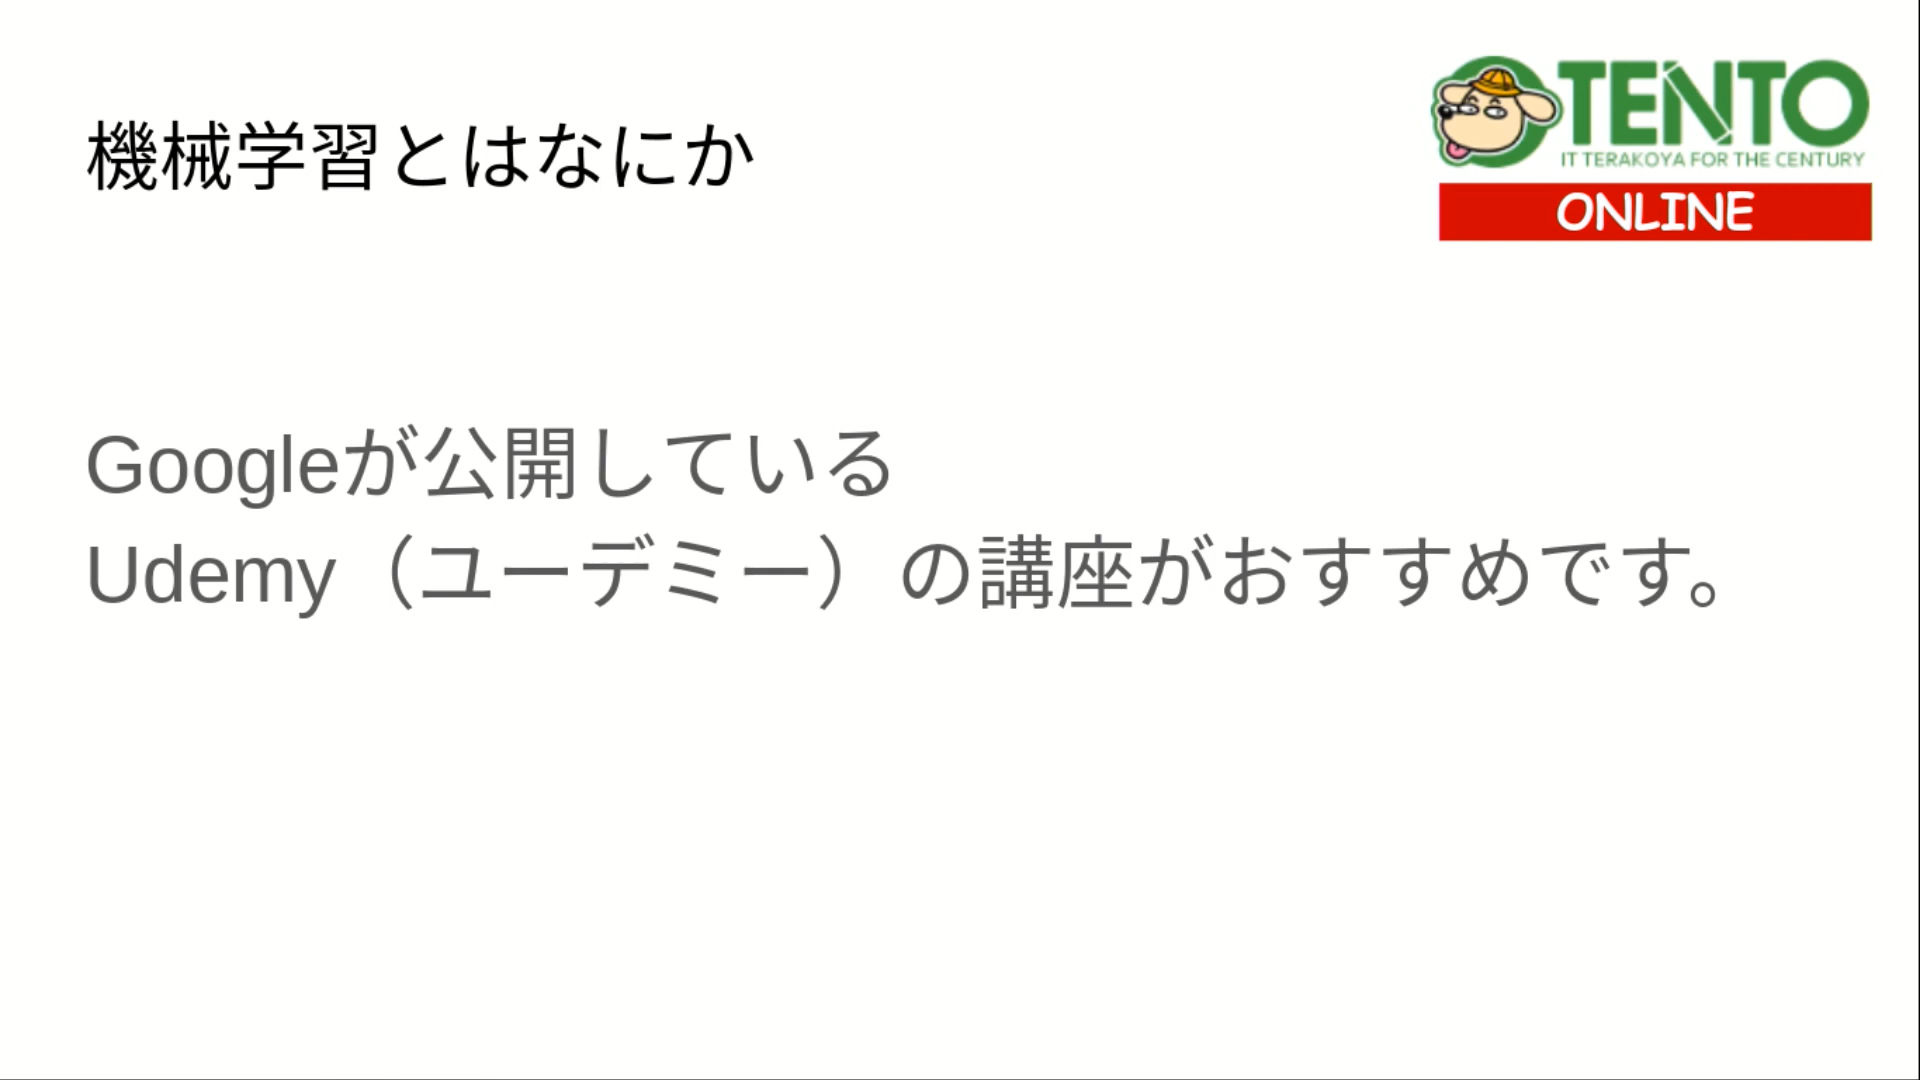 機械学習とはなにか
TENTO
IT TERAKOYA FOR THE CENTURY
ONLINE
Googleが公開している
Udemy（ユーデミー）の講座がおすすめです。